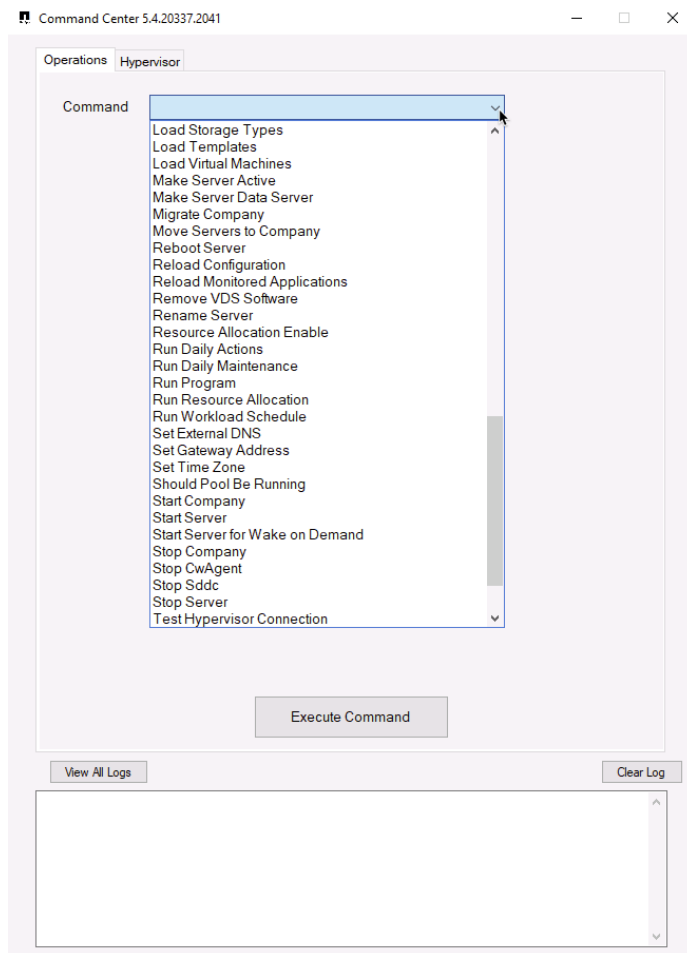 Command Center 5.4.20337.2041
Operations Hypervisor
Command
Load Storage Types
Load Templates
Load Virtual Machines
Make Server Active
Make Server Data Server
Migrate Company
Move Servers to Company
Reboot Server
Reload Configuration
Reload Monitored Applications
Remove VDS Software
Rename Server
Resource Allocation Enable
Run Daily Actions
Run Daily Maintenance
Run Program
Run Resource Allocation
Run Workload Schedule
Set External DNS
Set Gateway Address
Set Time Zone
Should Pool Be Running
Start Company
Start Server
Start Server for Wake on Demand
Stop Company
Stop CwAgent
Stop Sddc
Stop Server
Test Hypervisor Connection
Execute Command
View All Logs Clear Log